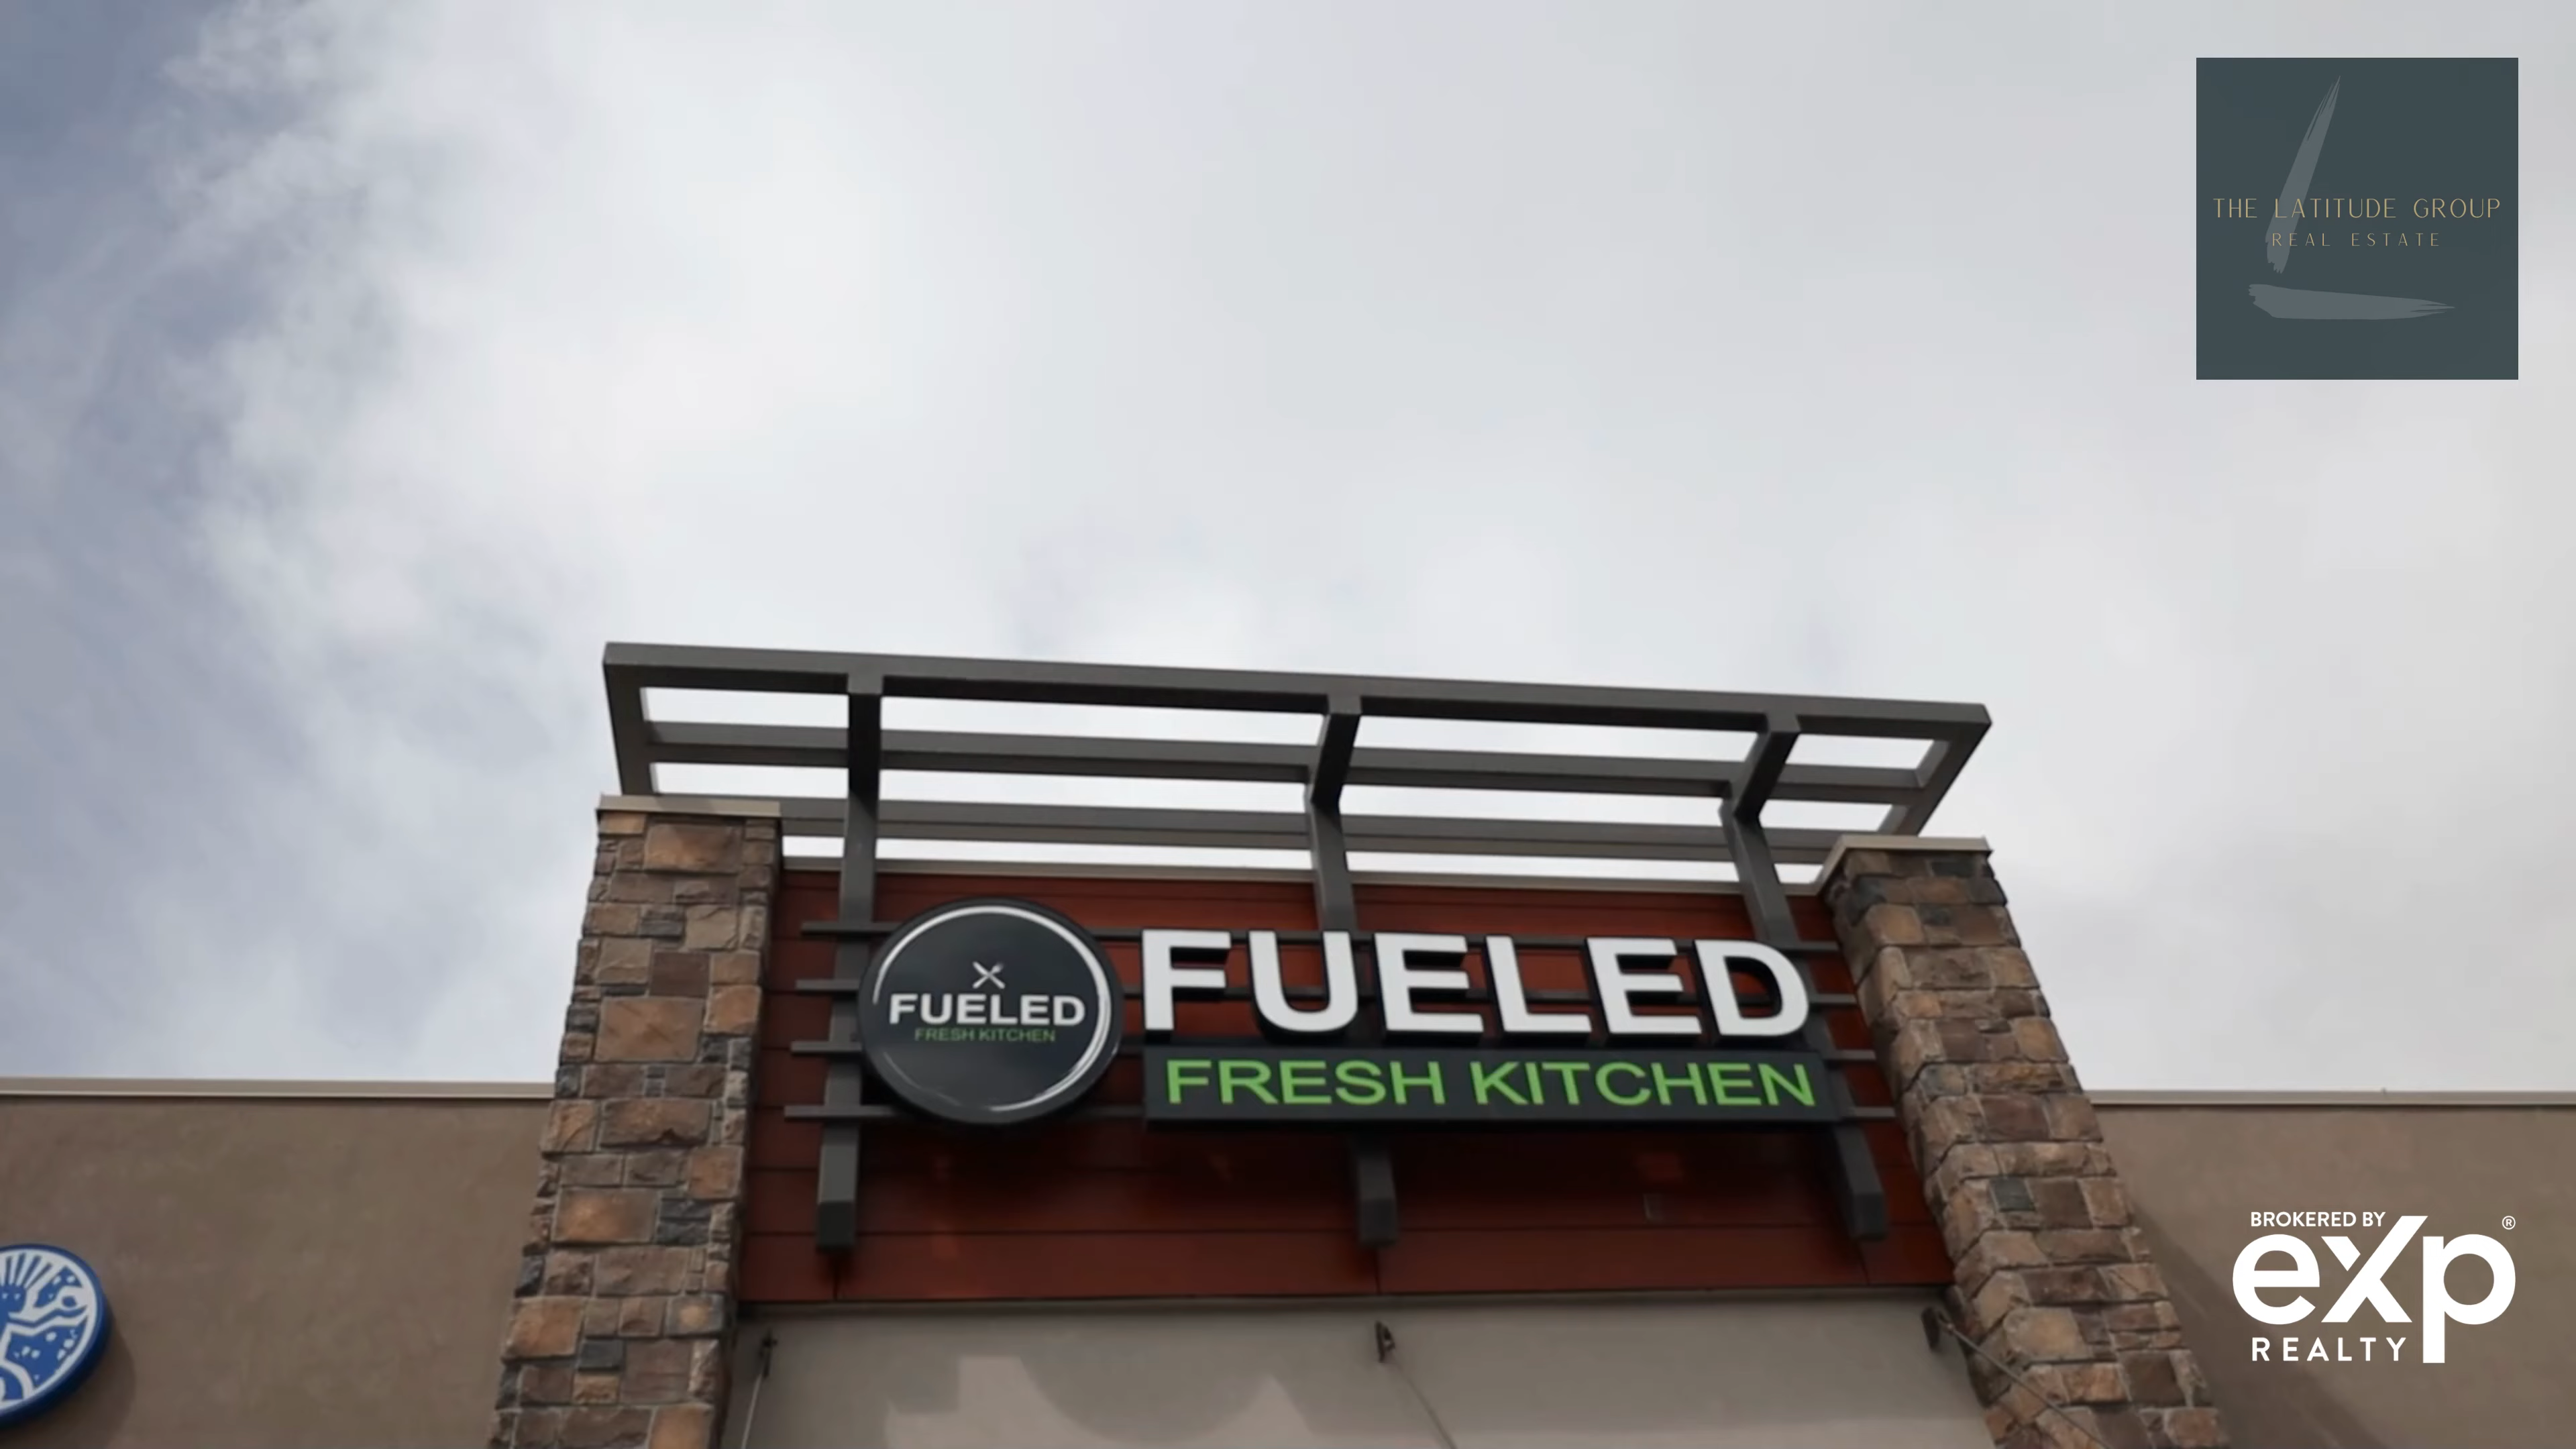 THE LATITUDE GROUP
REAL ESTATE
FUELED
FRESH KITCHEN
FUELED
FRESH KITCHEN
BROKERED BY
eXp®
REALTY